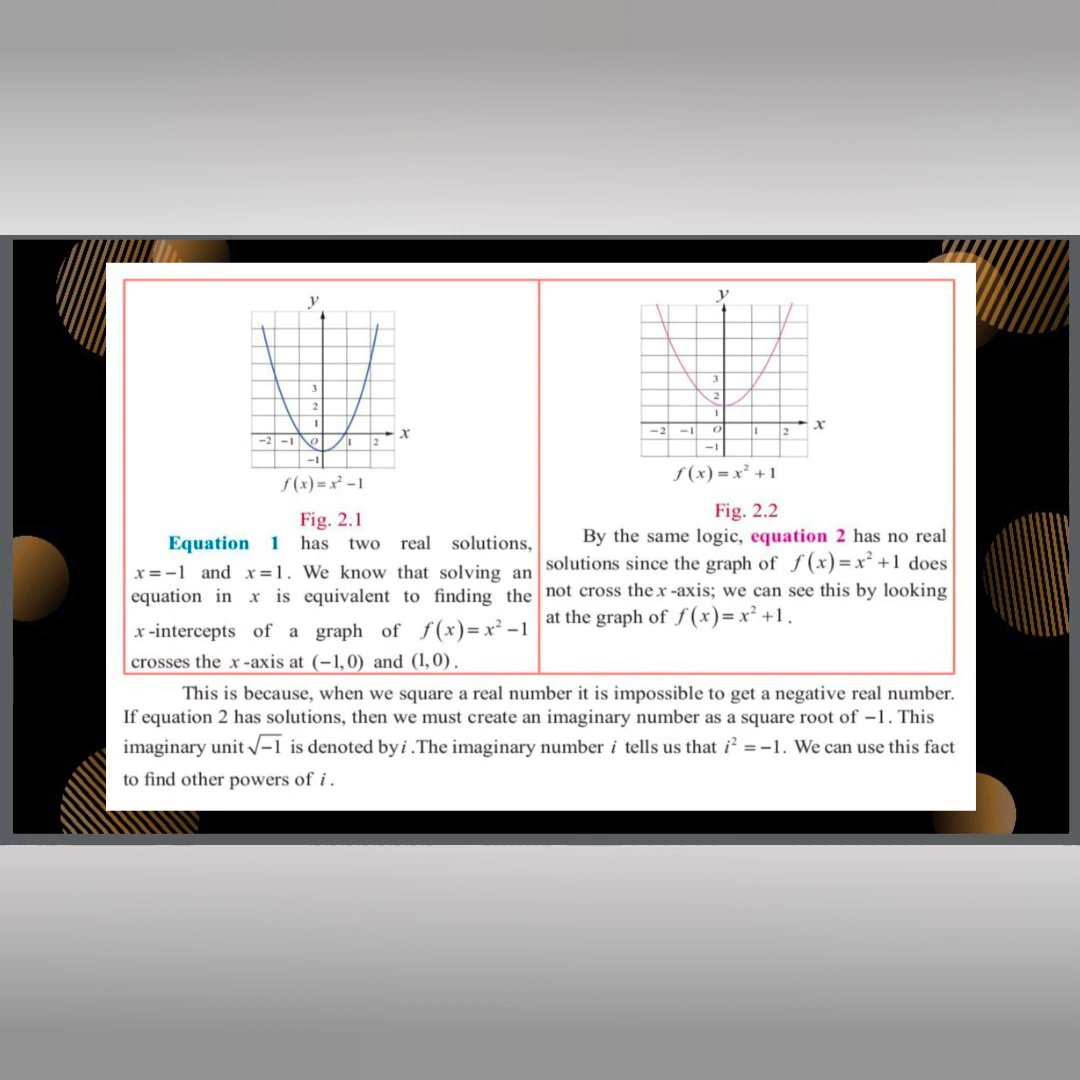 y
3
2
1
−2 −1 O 1 2 x
−1
f(x)=x² −1
Fig. 2.1
Equation 1 has two real solutions,
x=−1 and x=1. We know that solving an
equation in x is equivalent to finding the
x-intercepts of a graph of f(x)=x² −1
crosses the x-axis at (−1,0) and (1,0).
y
3
2
1
−2 −1 O 1 2 x
−1
f(x)=x² +1
Fig. 2.2
By the same logic, equation 2 has no real
solutions since the graph of f(x)=x² +1 does
not cross the x-axis; we can see this by looking
at the graph of f(x)=x² +1.
This is because, when we square a real number it is impossible to get a negative real number.
If equation 2 has solutions, then we must create an imaginary number as a square root of −1. This
imaginary unit √−1 is denoted by i.The imaginary number i tells us that i² =−1. We can use this fact
to find other powers of i.